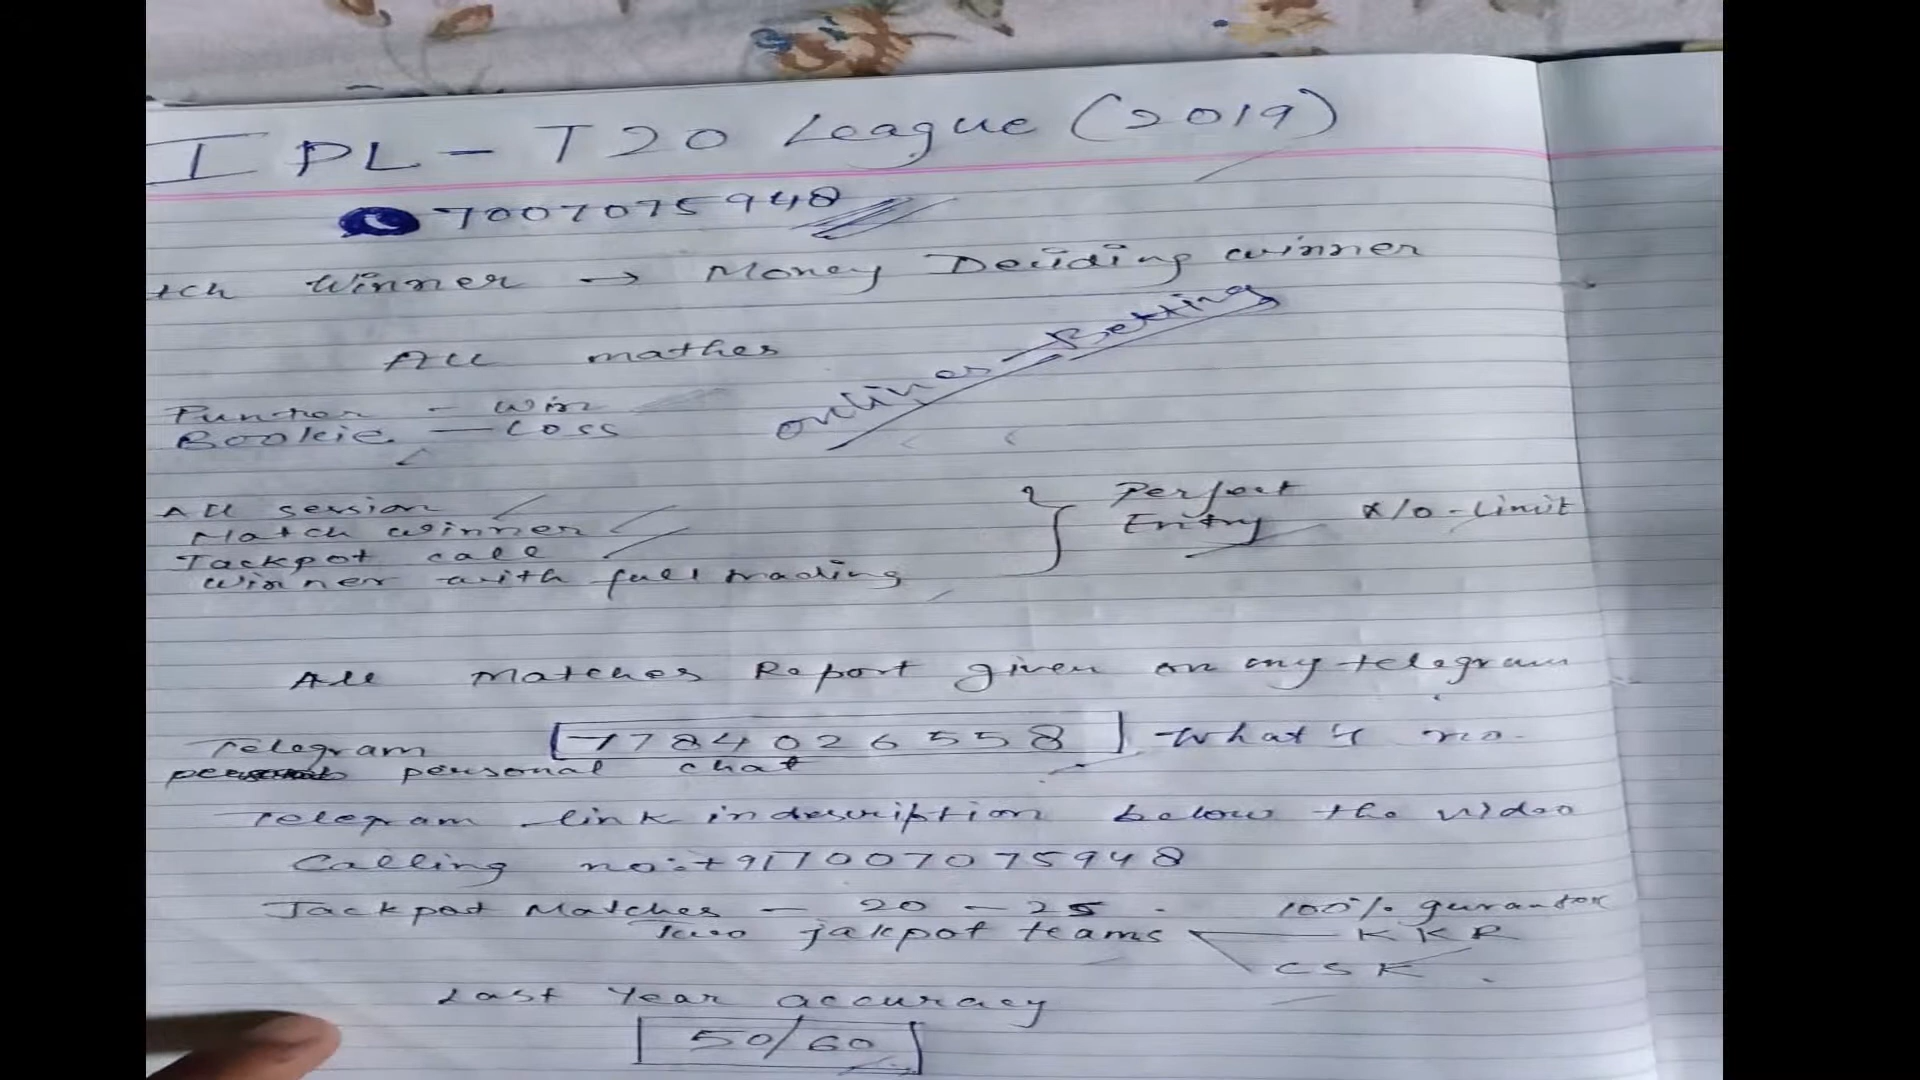 IPL - T20 League (2019)
7007075948
tch Winner → Money Deciding winner
All mathes
onlines - Betting
Punter - win
Bookie - Loss
All session
Match winner
Jackpot call
winner with full trading
Perfect
Entry
x/o - Limit
All matches Report given on my telegram
Telegram [7784026558] What's no.
personal chat
Telegram link in description below the video
Calling no:+917007075948
Jackpot Matches - 20 - 25. 100% gurantee
jakpot teams KKR
CSK
Last Year accuracy
50/60